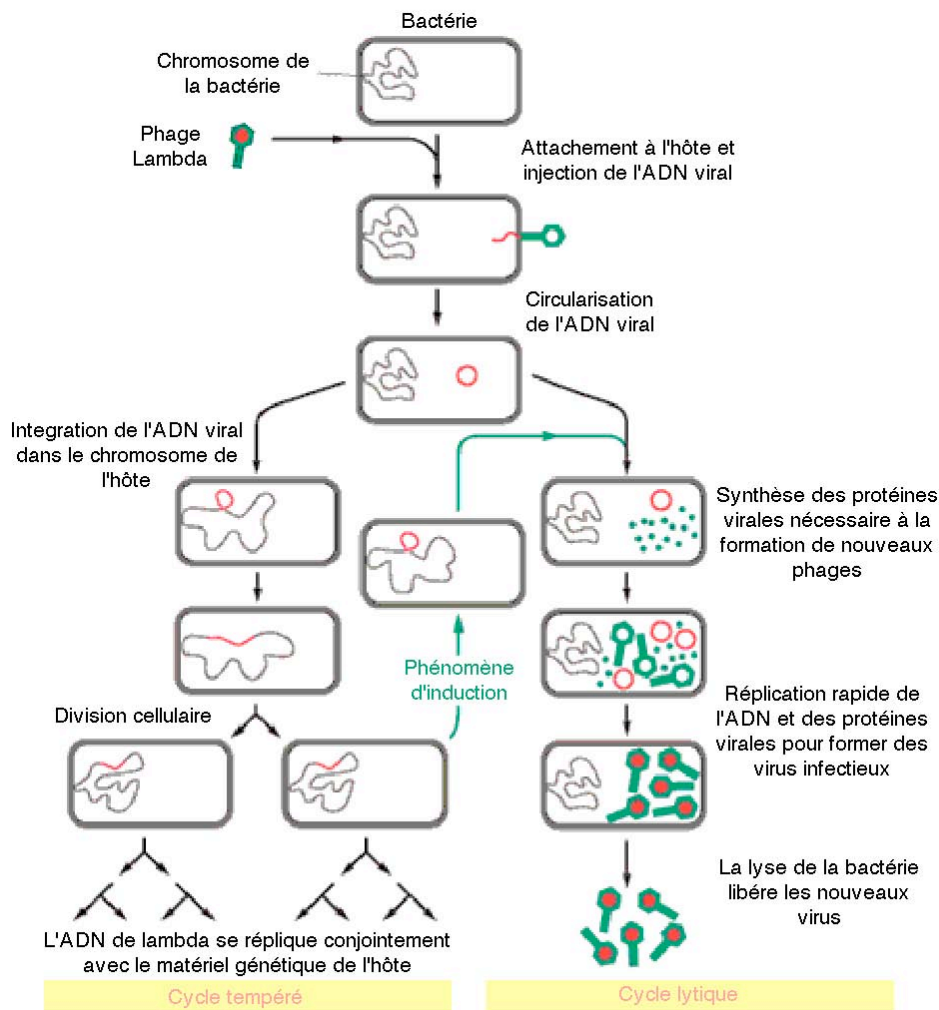 Bactérie
Chromosome de
la bactérie
Phage
Lambda
Attachement à l'hôte et
injection de l'ADN viral
Circularisation
de l'ADN viral
Integration de l'ADN viral
dans le chromosome de
l'hôte
Synthèse des protéines
virales nécessaire à la
formation de nouveaux
phages
Phénomène
d'induction
Division cellulaire
Réplication rapide de
l'ADN et des protéines
virales pour former des
virus infectieux
La lyse de la bactérie
libére les nouveaux
virus
L'ADN de lambda se réplique conjointement
avec le matériel génétique de l'hôte
Cycle tempéré
Cycle lytique